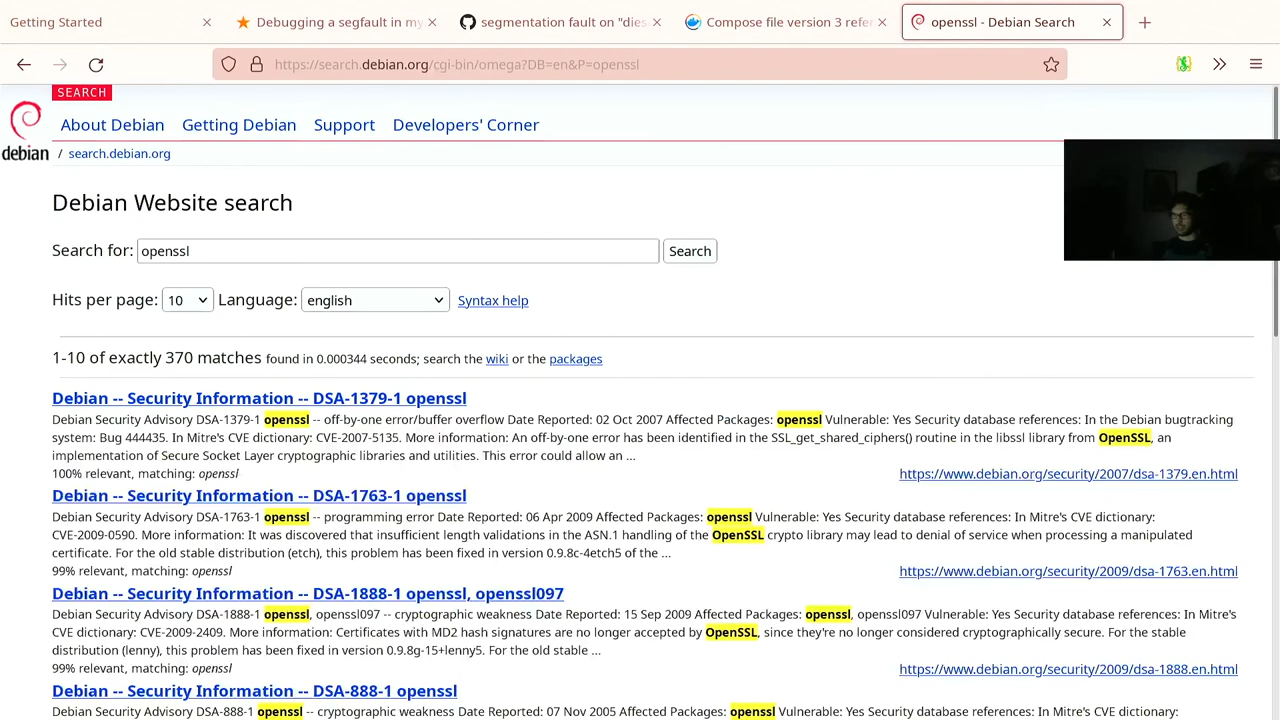 Getting Started
Debugging a segfault in my
segmentation fault on "dies
Compose file version 3 refer
openssl - Debian Search
https://search.debian.org/cgi-bin/omega?DB=en&P=openssl
SEARCH
About Debian Getting Debian Support Developers' Corner
debian / search.debian.org
Debian Website search
Search for: openssl Search
Hits per page: 10 Language: english Syntax help
1-10 of exactly 370 matches found in 0.000344 seconds; search the wiki or the packages
Debian -- Security Information -- DSA-1379-1 openssl
Debian Security Advisory DSA-1379-1 openssl -- off-by-one error/buffer overflow Date Reported: 02 Oct 2007 Affected Packages: openssl Vulnerable: Yes Security database references: In the Debian bugtracking
system: Bug 444435. In Mitre's CVE dictionary: CVE-2007-5135. More information: An off-by-one error has been identified in the SSL_get_shared_ciphers() routine in the libssl library from OpenSSL, an
implementation of Secure Socket Layer cryptographic libraries and utilities. This error could allow an ...
100% relevant, matching: openssl https://www.debian.org/security/2007/dsa-1379.en.html
Debian -- Security Information -- DSA-1763-1 openssl
Debian Security Advisory DSA-1763-1 openssl -- programming error Date Reported: 06 Apr 2009 Affected Packages: openssl Vulnerable: Yes Security database references: In Mitre's CVE dictionary:
CVE-2009-0590. More information: It was discovered that insufficient length validations in the ASN.1 handling of the OpenSSL crypto library may lead to denial of service when processing a manipulated
certificate. For the old stable distribution (etch), this problem has been fixed in version 0.9.8c-4etch5 of the ...
99% relevant, matching: openssl https://www.debian.org/security/2009/dsa-1763.en.html
Debian -- Security Information -- DSA-1888-1 openssl, openssl097
Debian Security Advisory DSA-1888-1 openssl, openssl097 -- cryptographic weakness Date Reported: 15 Sep 2009 Affected Packages: openssl, openssl097 Vulnerable: Yes Security database references: In Mitre's
CVE dictionary: CVE-2009-2409. More information: Certificates with MD2 hash signatures are no longer accepted by OpenSSL, since they're no longer considered cryptographically secure. For the stable
distribution (lenny), this problem has been fixed in version 0.9.8g-15+lenny5. For the old stable ...
99% relevant, matching: openssl https://www.debian.org/security/2009/dsa-1888.en.html
Debian -- Security Information -- DSA-888-1 openssl
Debian Security Advisory DSA-888-1 openssl -- cryptographic weakness Date Reported: 07 Nov 2005 Affected Packages: openssl Vulnerable: Yes Security database references: In Mitre's CVE dictionary: